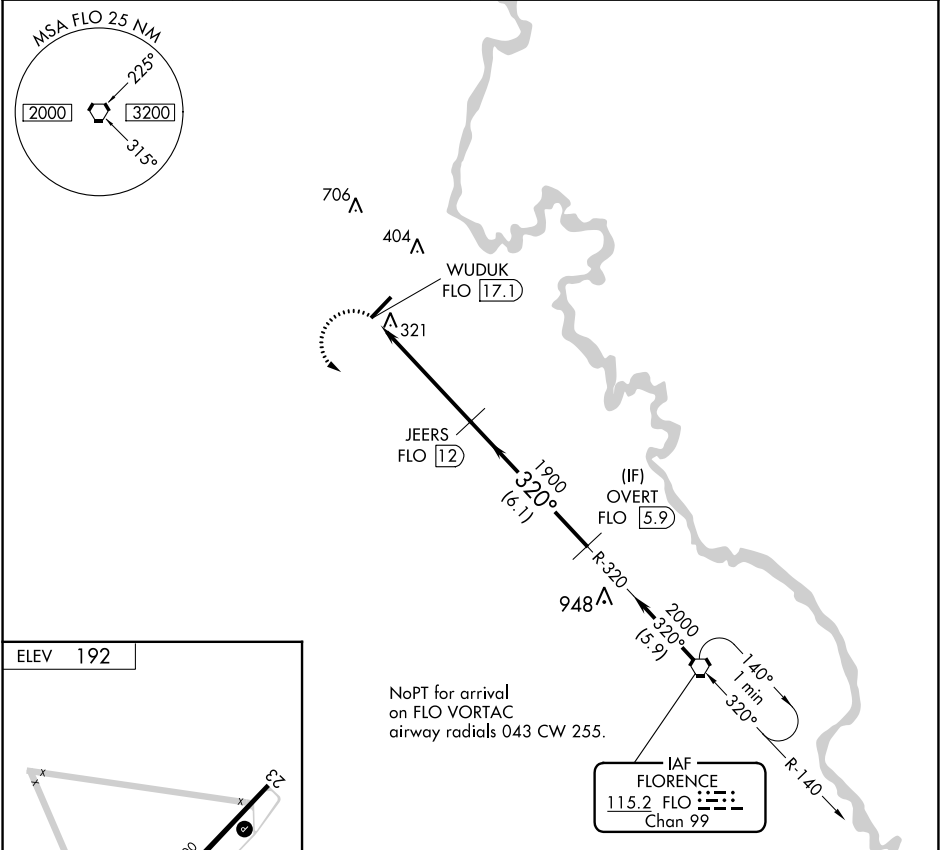 MSA FLO 25 NM
225°
2000
3200
315°
706
404
WUDUK
FLO 17.1
321
JEERS
FLO 12
1900
320°
(6.1)
(IF)
OVERT
FLO 5.9
R-320
948
2000
320°
(5.9)
140°
1 min
320°
R-140
NoPT for arrival
on FLO VORTAC
airway radials 043 CW 255.
IAF
FLORENCE
115.2 FLO
Chan 99
ELEV 192
x
x
x
23
P